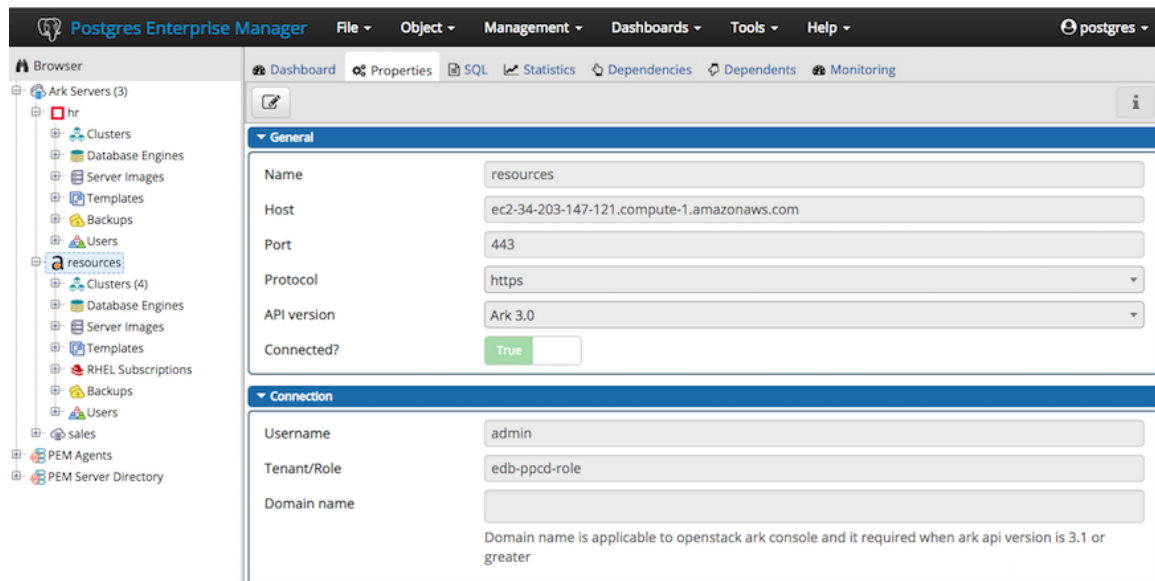 Postgres Enterprise Manager File Object Management Dashboards Tools Help postgres
Browser
Dashboard Properties SQL Statistics Dependencies Dependents Monitoring
Ark Servers (3)
hr
Clusters
Database Engines
Server Images
Templates
Backups
Users
resources
Clusters (4)
Database Engines
Server Images
Templates
RHEL Subscriptions
Backups
Users
sales
PEM Agents
PEM Server Directory
i
General
Name resources
Host ec2-34-203-147-121.compute-1.amazonaws.com
Port 443
Protocol https
API version Ark 3.0
Connected? True
Connection
Username admin
Tenant/Role edb-ppcd-role
Domain name
Domain name is applicable to openstack ark console and it required when ark api version is 3.1 or
greater